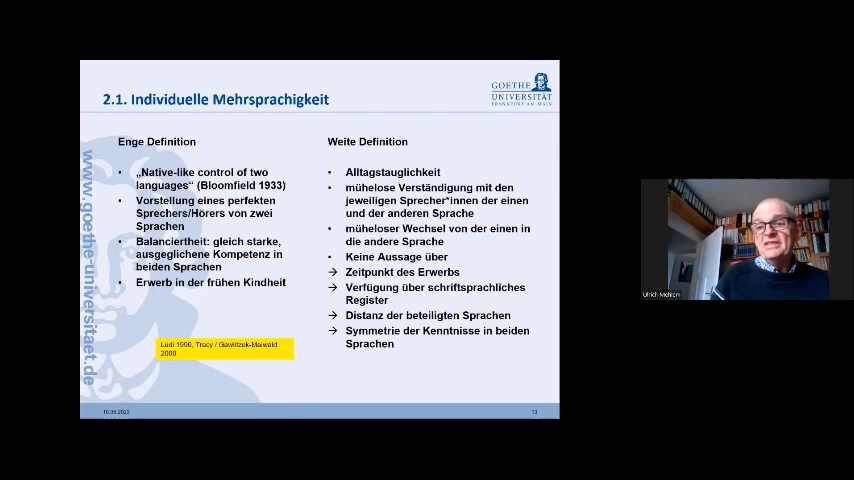 2.1. Individuelle Mehrsprachigkeit
GOETHE
UNIVERSITÄT
FRANKFURT AM MAIN
www.goethe-universitaet.de
Enge Definition
• „Native-like control of two
languages“ (Bloomfield 1933)
• Vorstellung eines perfekten
Sprechers/Hörers von zwei
Sprachen
• Balanciertheit: gleich starke,
ausgeglichene Kompetenz in
beiden Sprachen
• Erwerb in der frühen Kindheit
Lüdi 1996, Tracy / Gawlitzek-Maiwald
2000
Weite Definition
• Alltagstauglichkeit
• mühelose Verständigung mit den
jeweiligen Sprecher*innen der einen
und der anderen Sprache
• müheloser Wechsel von der einen in
die andere Sprache
• Keine Aussage über
→ Zeitpunkt des Erwerbs
→ Verfügung über schriftsprachliches
Register
→ Distanz der beteiligten Sprachen
→ Symmetrie der Kenntnisse in beiden
Sprachen
10.05.2023
13
Ulrich Mehlem